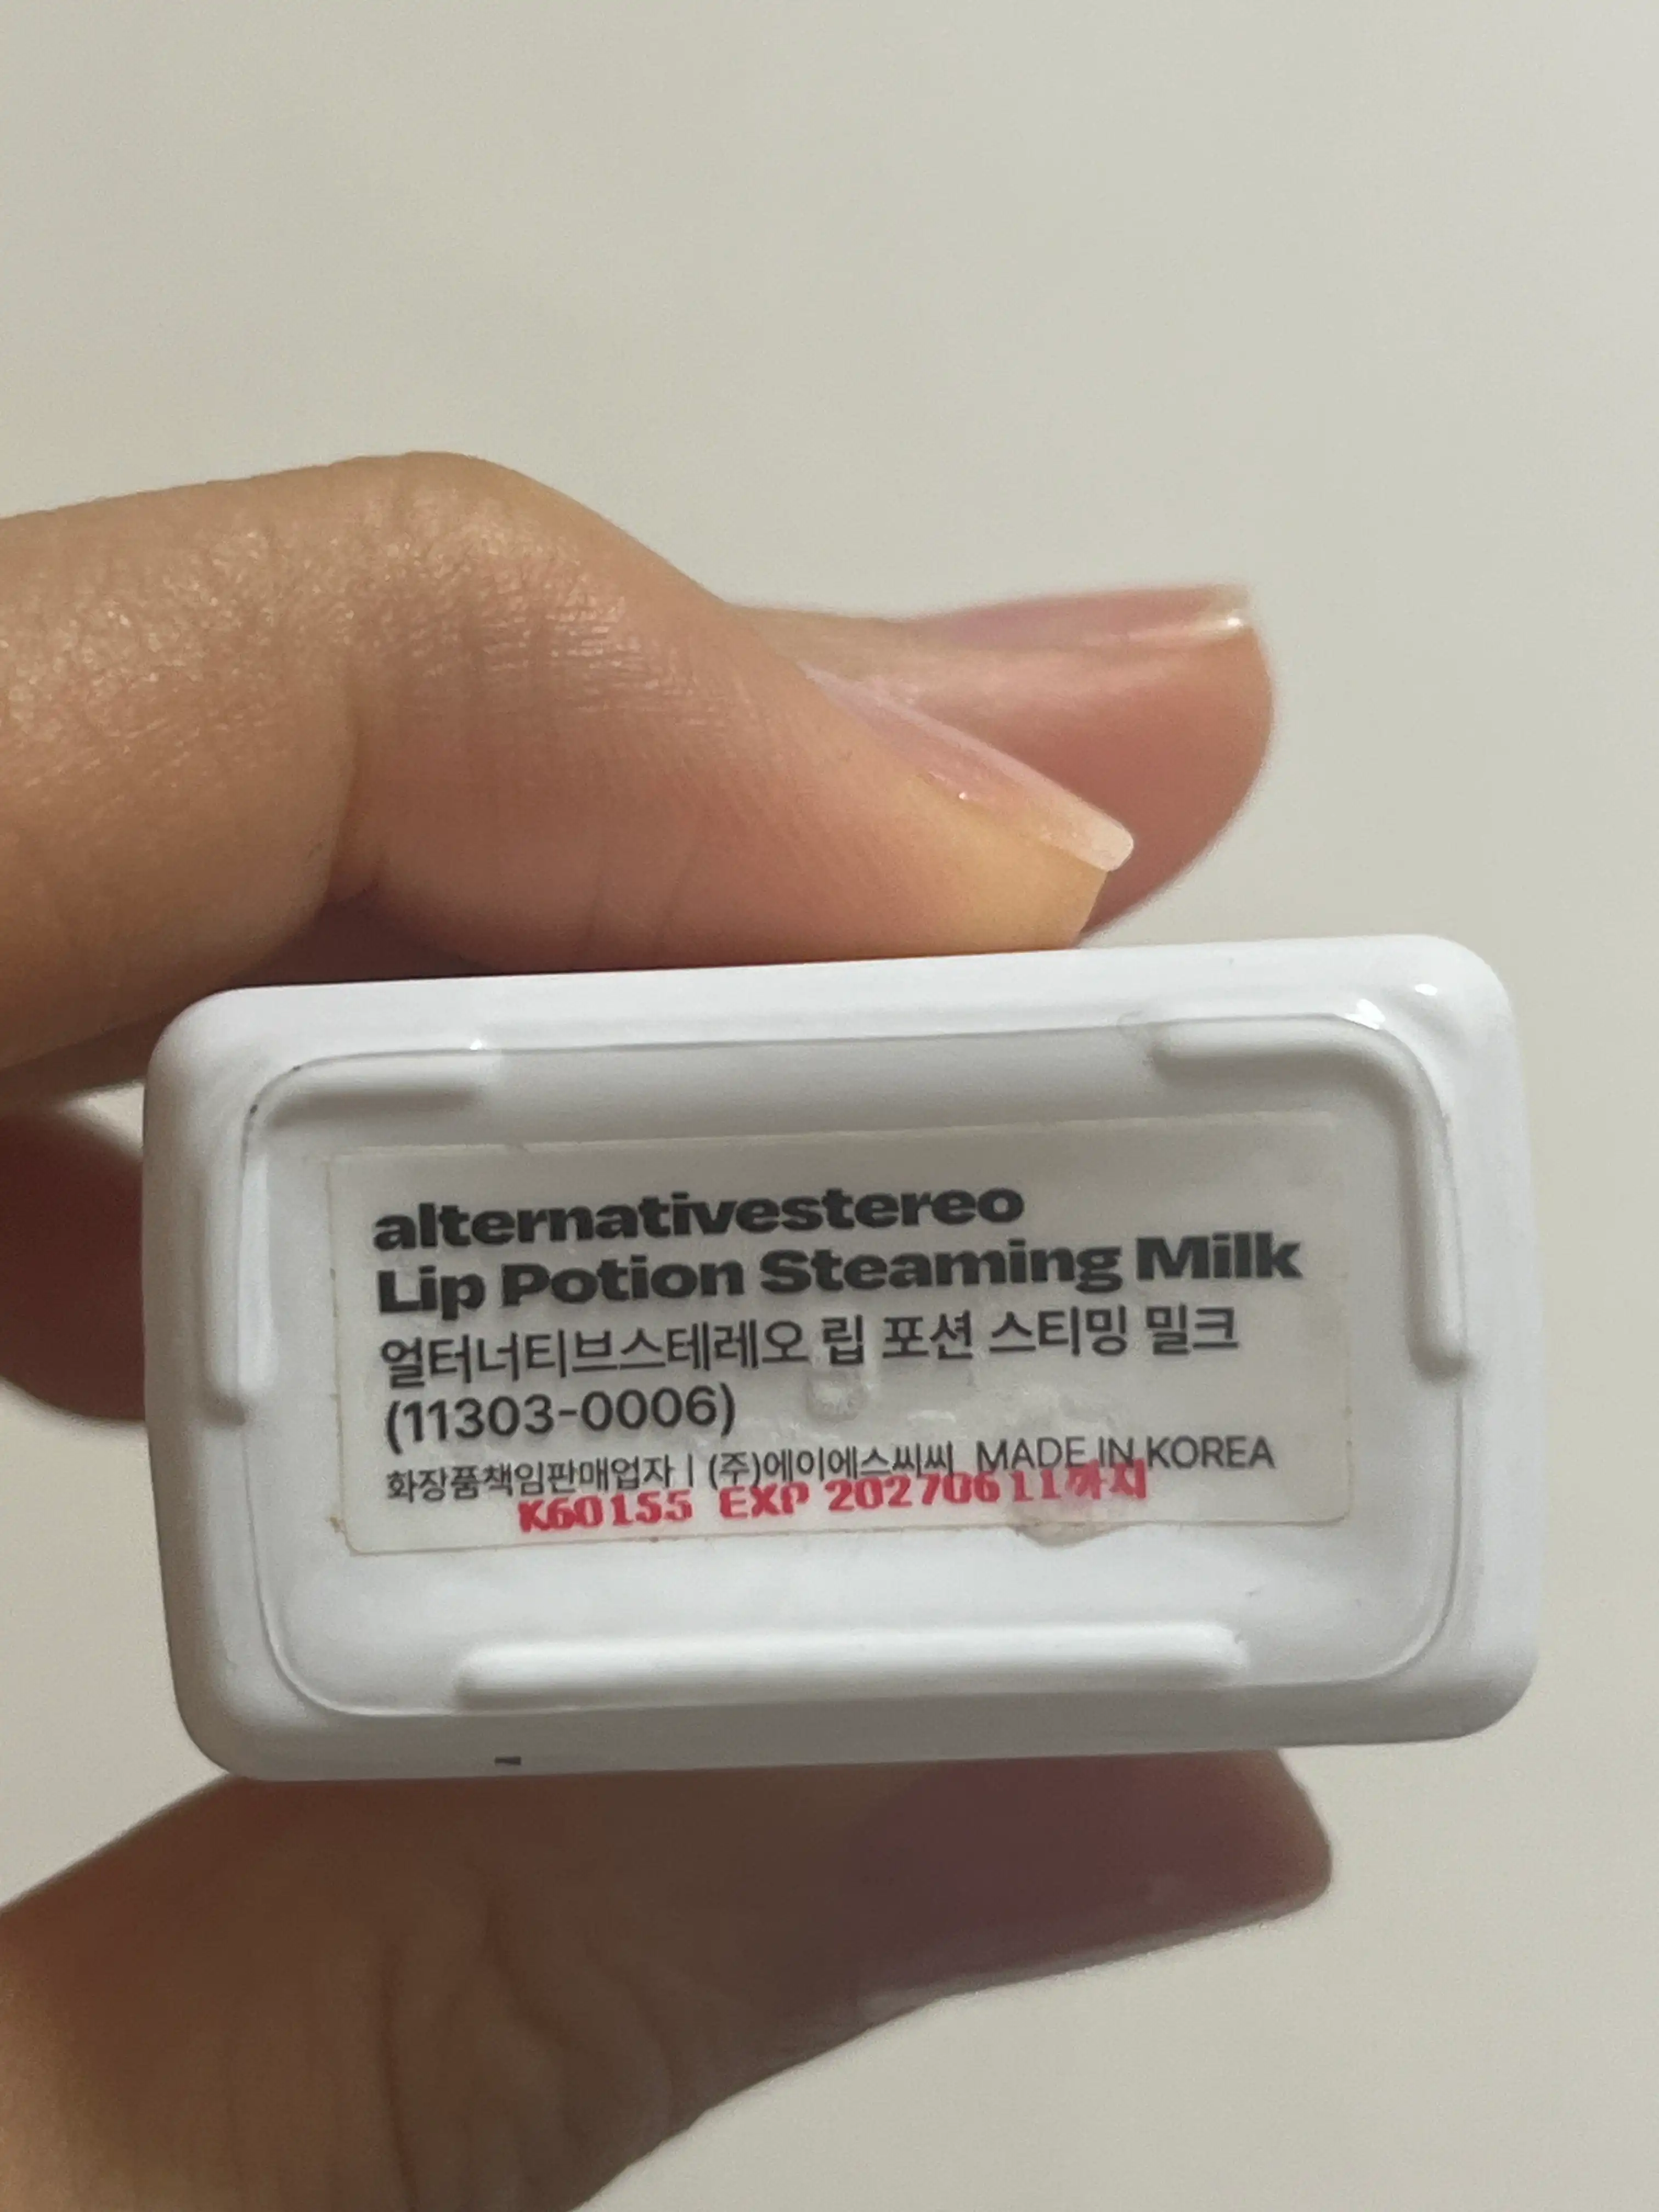 alternativestereo
Lip Potion Steaming Milk
얼터너티브스테레오 립 포션 스티밍 밀크
(11303-0006)
화장품책임판매업자 | (주)에이에스씨씨 MADE IN KOREA
K60155 EXP 20270611까지